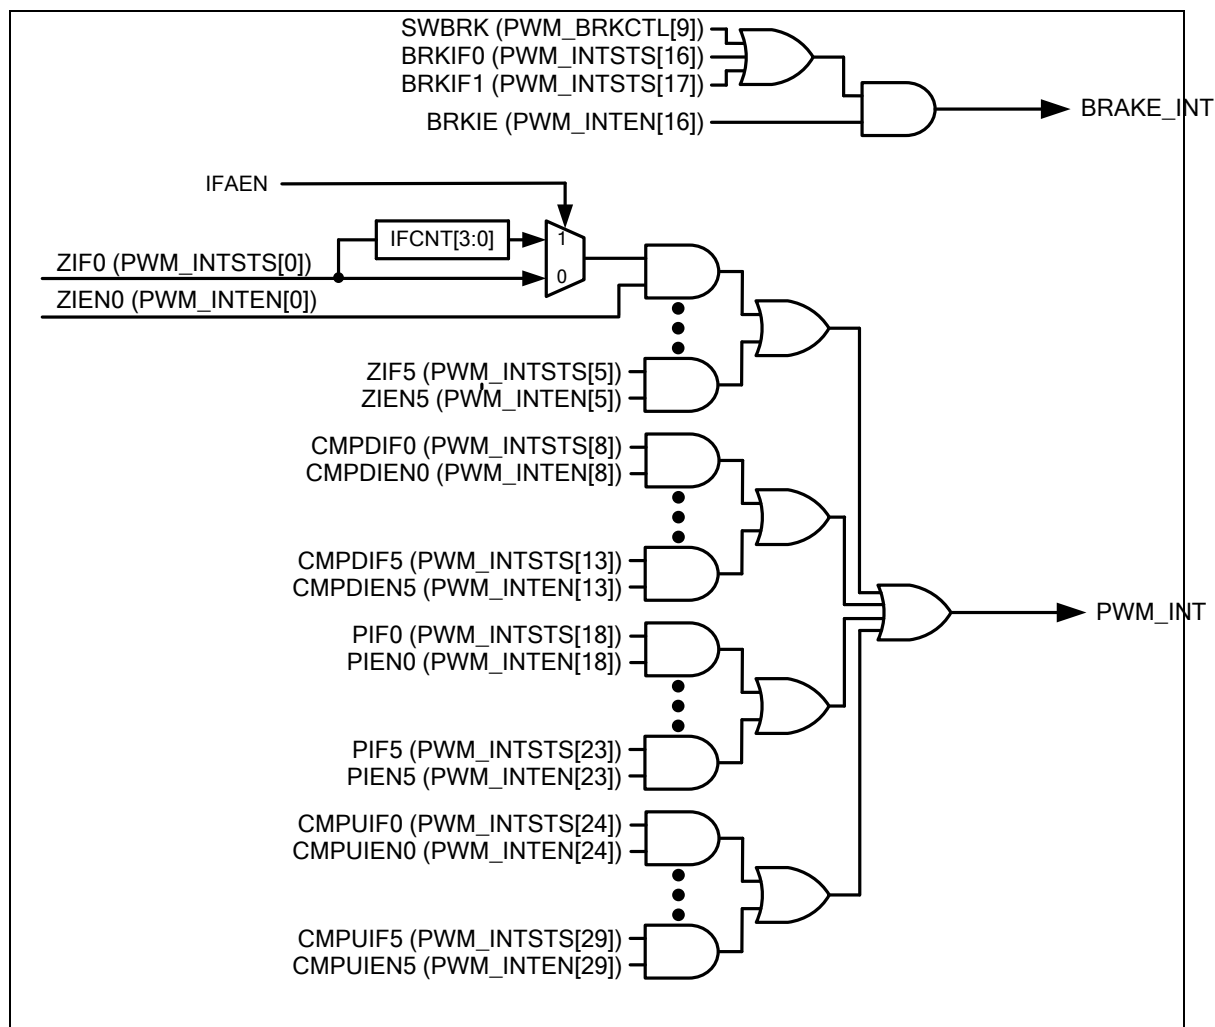 SWBRK (PWM_BRKCTL[9])
BRKIF0 (PWM_INTSTS[16])
BRKIF1 (PWM_INTSTS[17])
BRKIE (PWM_INTEN[16])
BRAKE_INT
IFAEN
IFCNT[3:0]
1
0
ZIF0 (PWM_INTSTS[0])
ZIEN0 (PWM_INTEN[0])
ZIF5 (PWM_INTSTS[5])
ZIEN5 (PWM_INTEN[5])
CMPDIF0 (PWM_INTSTS[8])
CMPDIEN0 (PWM_INTEN[8])
CMPDIF5 (PWM_INTSTS[13])
CMPDIEN5 (PWM_INTEN[13])
PWM_INT
PIF0 (PWM_INTSTS[18])
PIEN0 (PWM_INTEN[18])
PIF5 (PWM_INTSTS[23])
PIEN5 (PWM_INTEN[23])
CMPUIF0 (PWM_INTSTS[24])
CMPUIEN0 (PWM_INTEN[24])
CMPUIF5 (PWM_INTSTS[29])
CMPUIEN5 (PWM_INTEN[29])